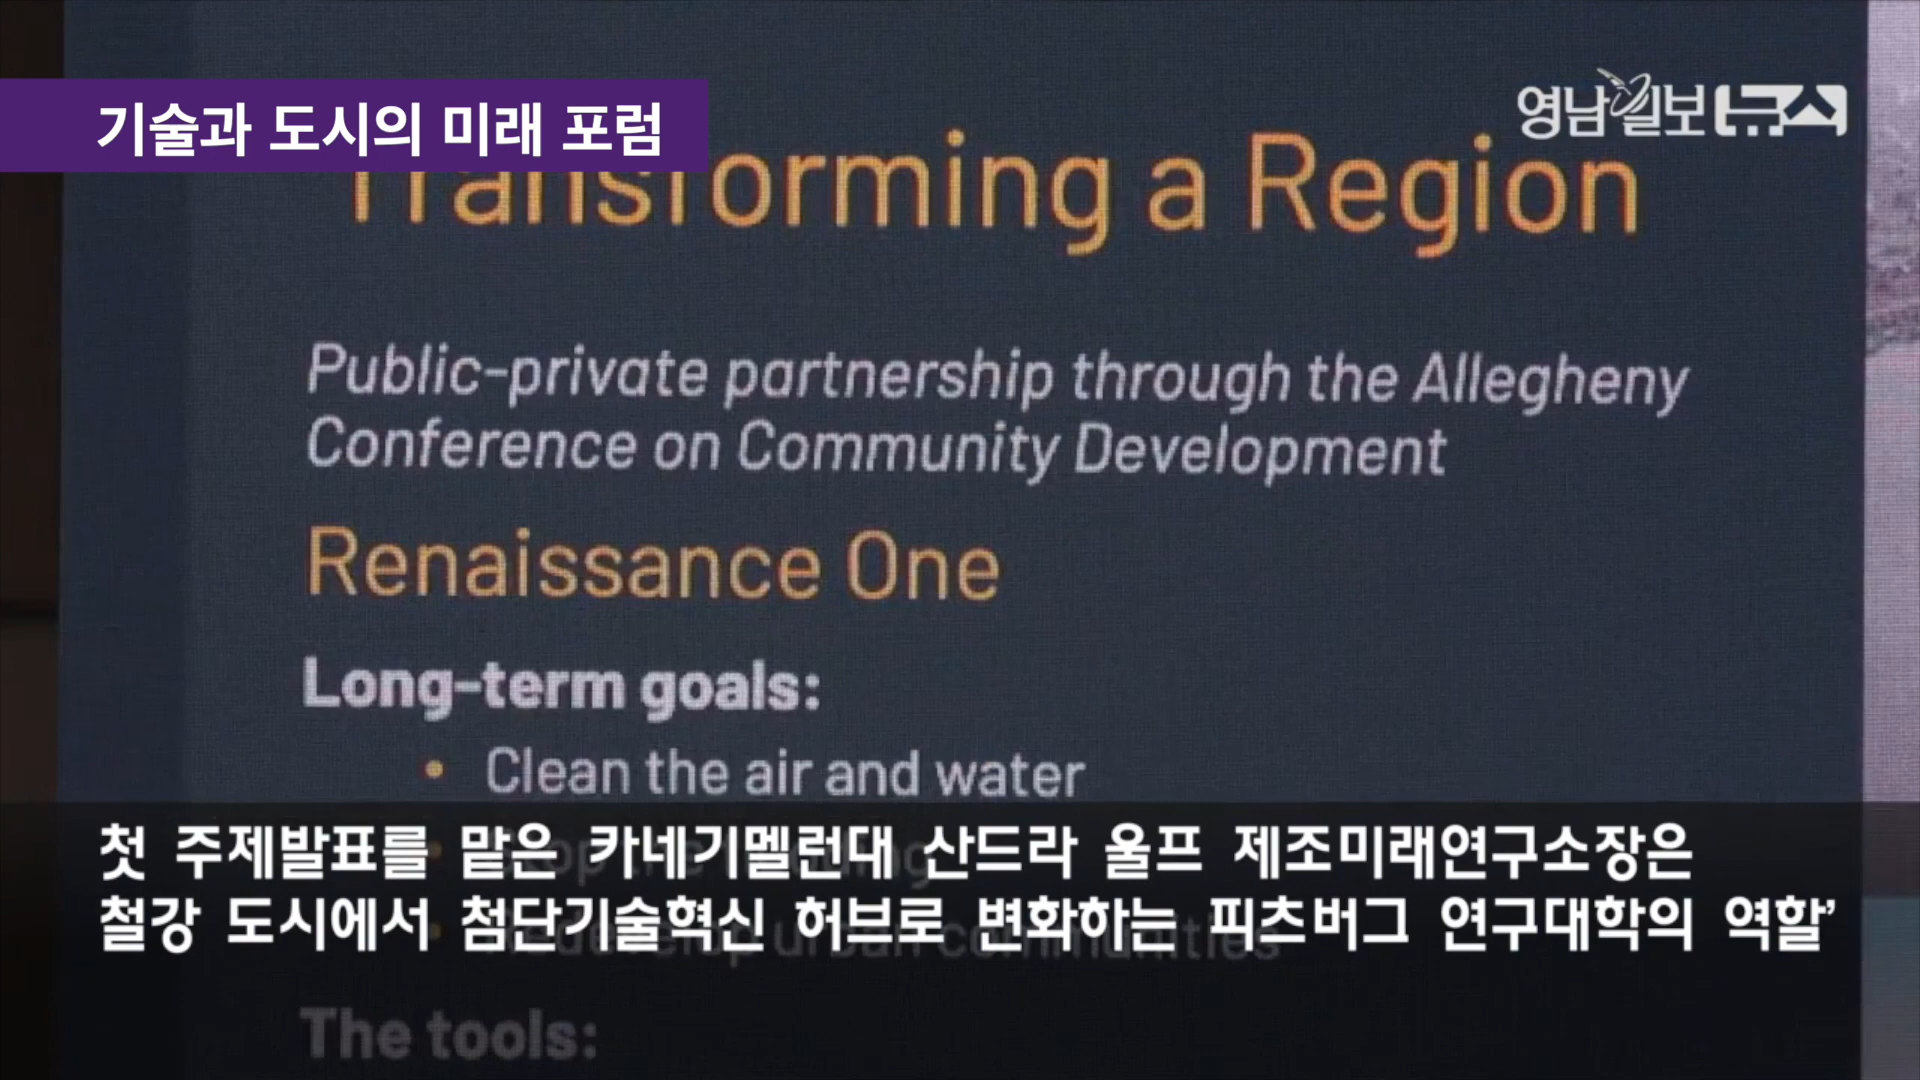 기술과 도시의 미래 포럼
영남일보 뉴스
Transforming a Region
Public-private partnership through the Allegheny
Conference on Community Development
Renaissance One
Long-term goals:
• Clean the air and water
첫 주제발표를 맡은 카네기멜런대 산드라 울프 제조미래연구소장은
철강 도시에서 첨단기술혁신 허브로 변화하는 피츠버그 연구대학의 역할’
urban communities
The tools: